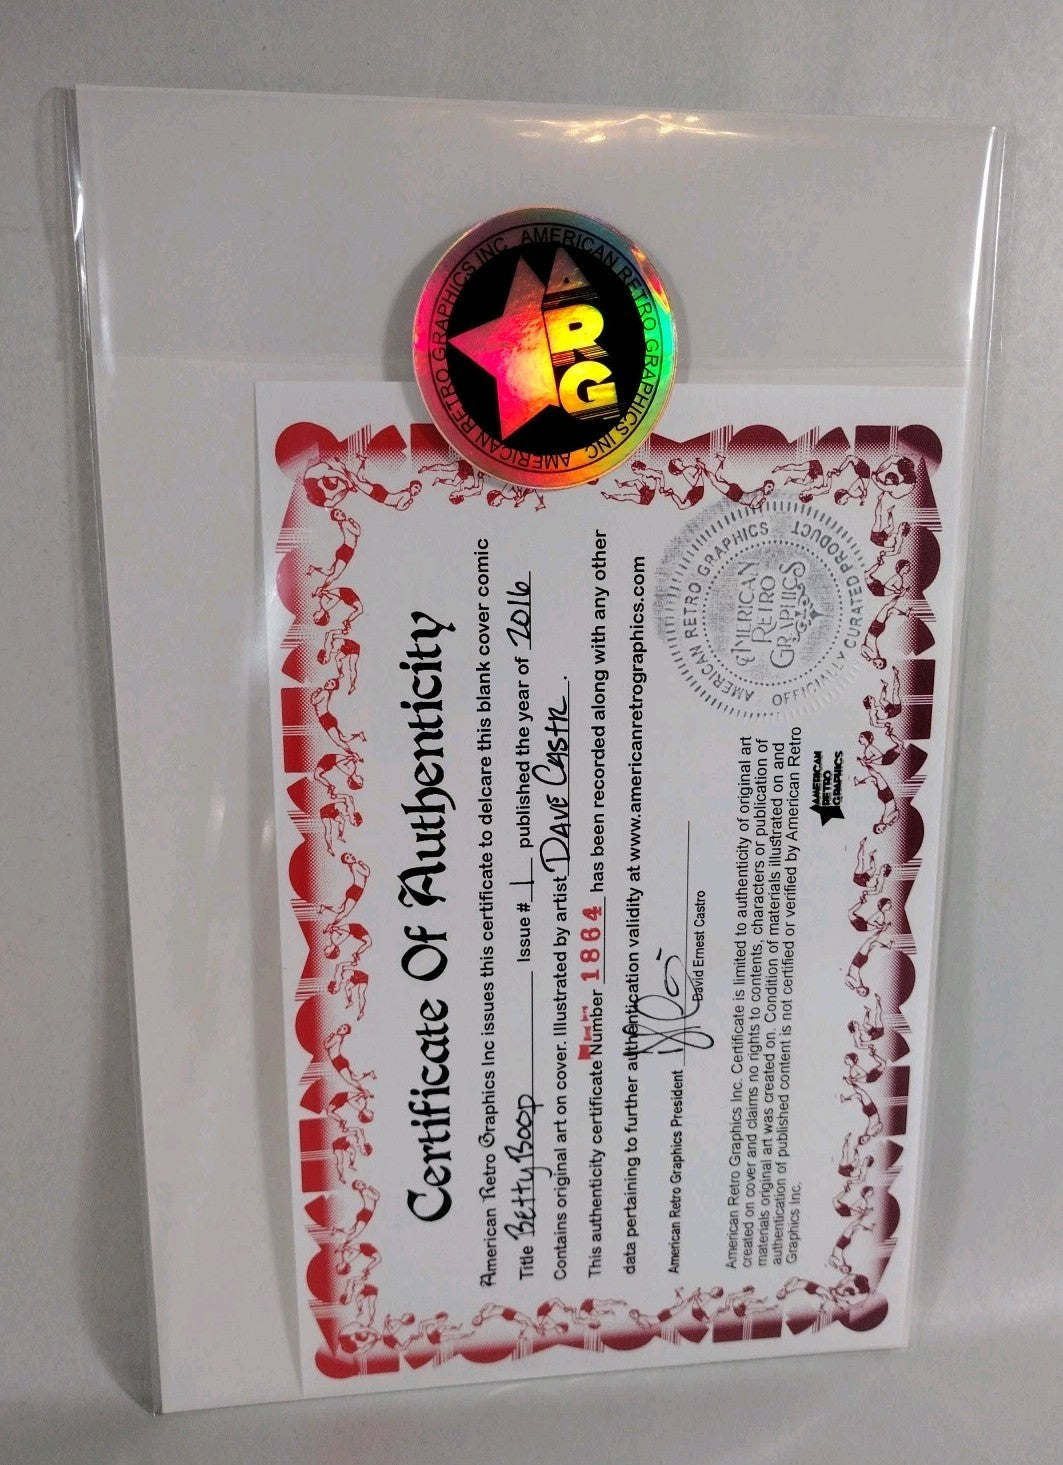 AMERICAN RETRO GRAPHICS INC. AMERICAN RETRO GRAPHICS INC.
ARG
Certificate Of Authenticity
American Retro Graphics Inc issues this certificate to delcare this blank cover comic
Title Betty Boop Issue # 1 published the year of 2016
Contains original art on cover. Illustrated by artist Dave Castr.
This authenticity certificate Number 1864 has been recorded along with any other
data pertaining to further authentication validity at www.americanretrographics.com
American Retro Graphics President
David Ernest Castro
American Retro Graphics Inc. Certificate is limited to authenticity of original art
created on cover and claims no rights to contents, characters or publication of
materials original art was created on. Condition of materials illustrated on and
authentication of published content is not certified or verified by American Retro
Graphics Inc.
AMERICAN
RETRO
GRAPHICS
AMERICAN RETRO GRAPHICS
OFFICIALLY CURATED PRODUCT
AMERICAN
RETRO
GRAPHICS